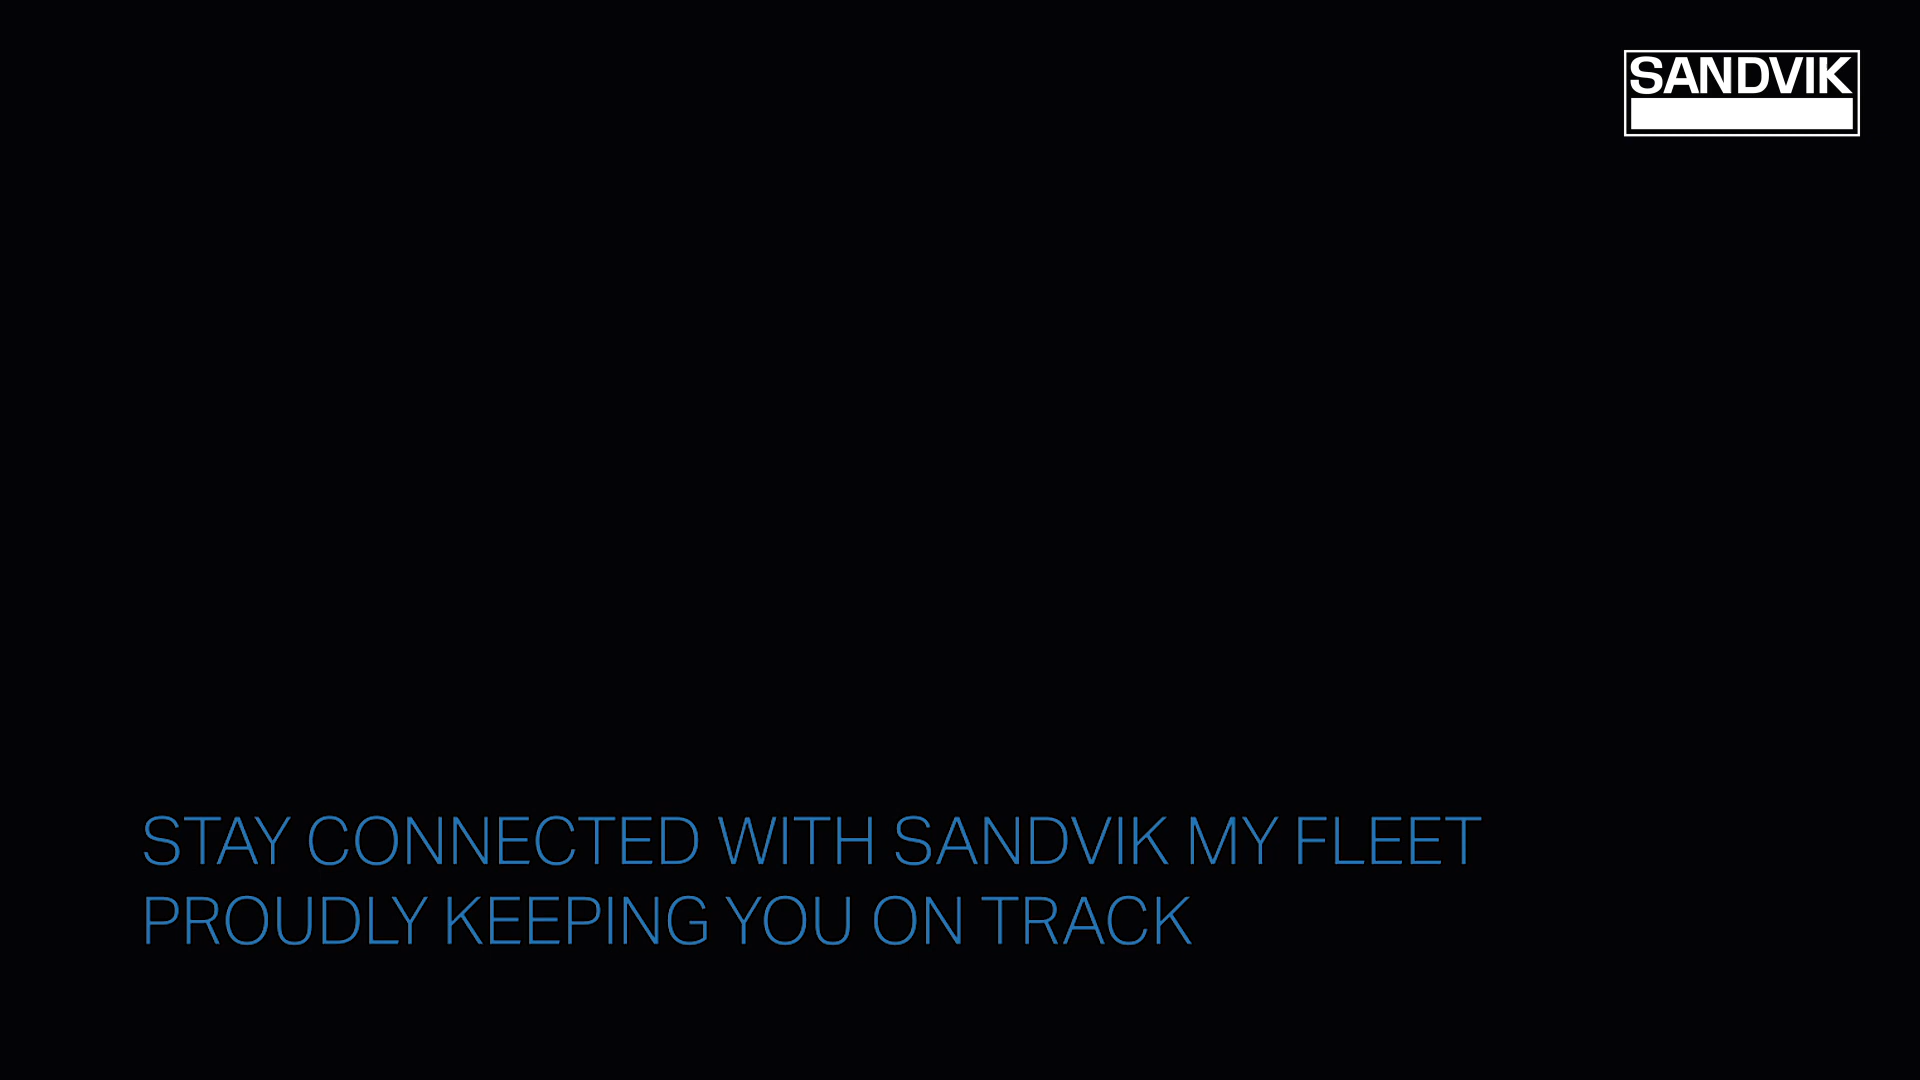 SANDVIK
STAY CONNECTED WITH SANDVIK MY FLEET
PROUDLY KEEPING YOU ON TRACK